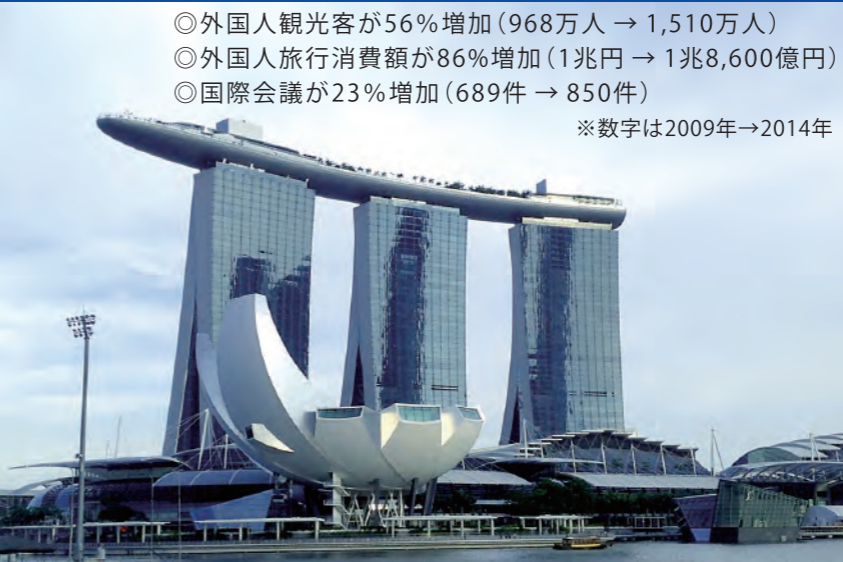 ◎外国人観光客が56％増加（968万人 → 1,510万人）
◎外国人旅行消費額が86％増加（1兆円 → 1兆8,600億円）
◎国際会議が23％増加（689件 → 850件）
※数字は2009年→2014年